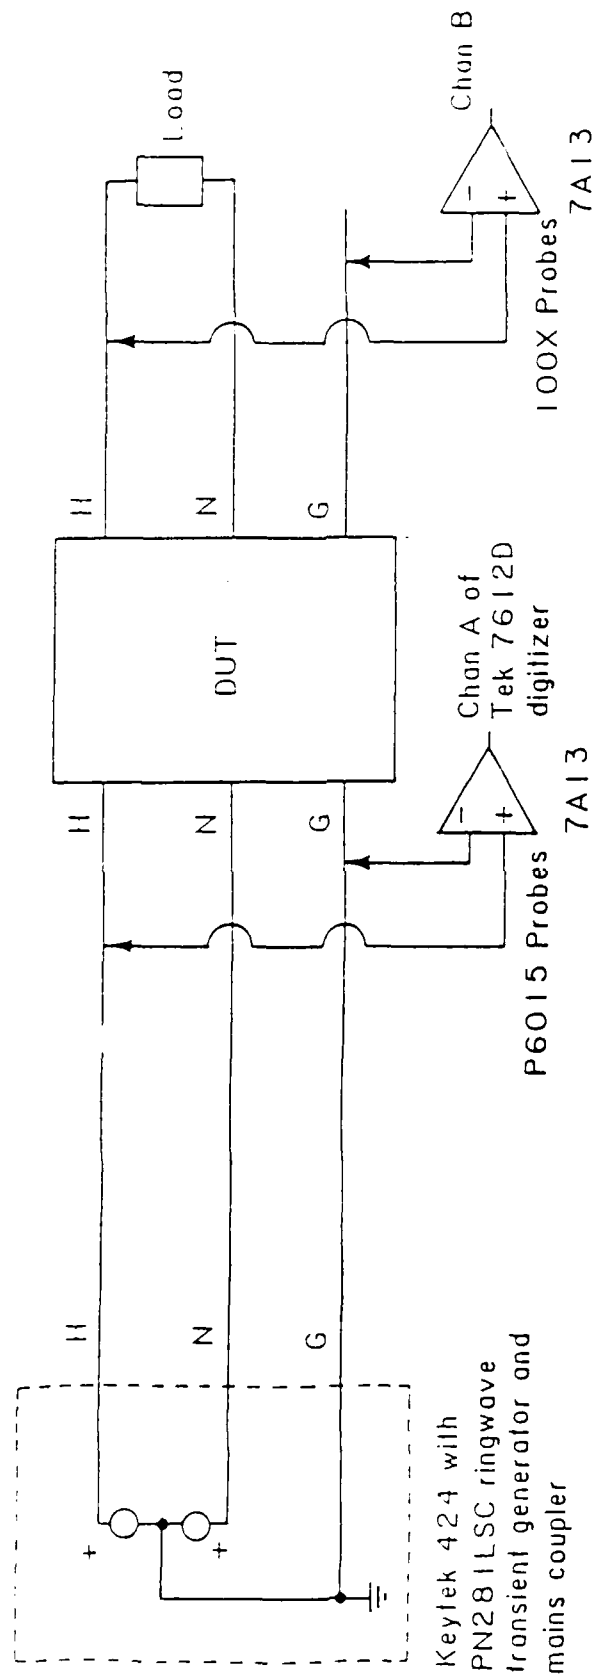 H
N
G
+
+
Keytek 424 with
PN281LSC ringwave
transient generator and
mains coupler
H
N
G
P6015 Probes
-
+
7A13
Chan A of
Tek 7612D
digitizer
DUT
H
N
G
Load
100X Probes
-
+
7A13
Chan B